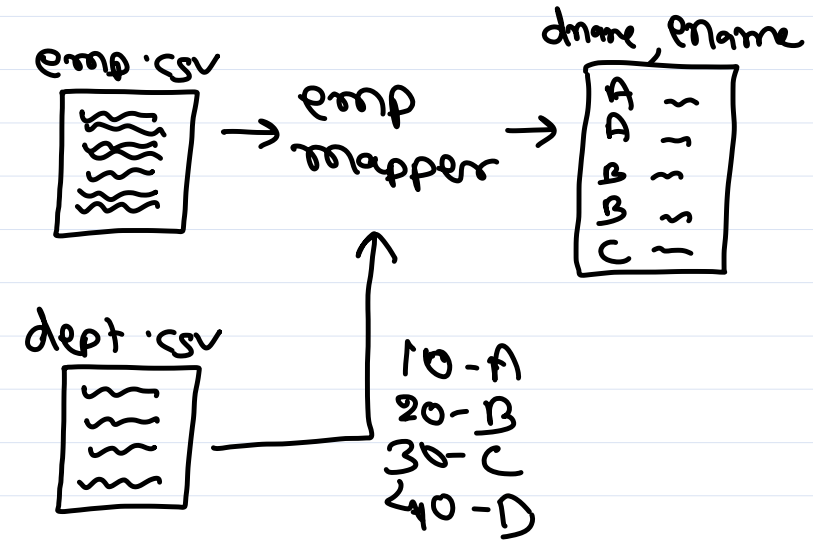 emp.csv
emp
mapper
dname, ename
A
A
B
B
C
dept.csv
10-A
20-B
30-C
40-D